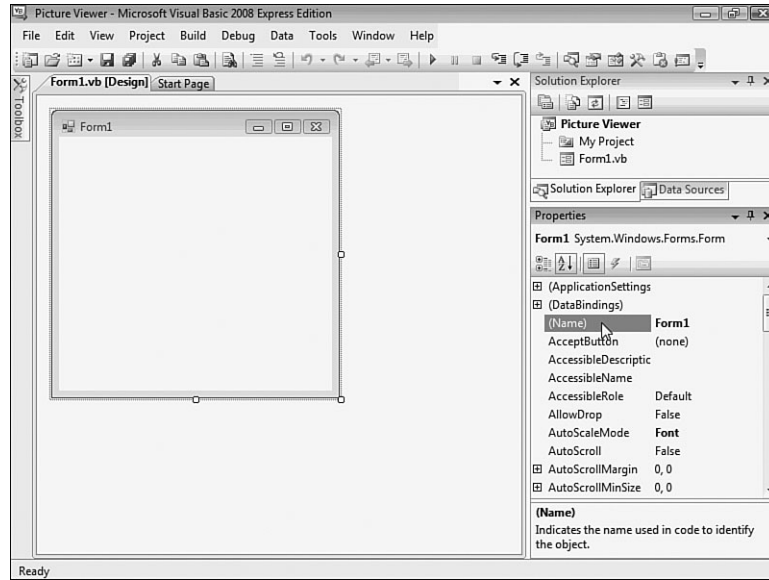 Picture Viewer - Microsoft Visual Basic 2008 Express Edition
File Edit View Project Build Debug Data Tools Window Help
Toolbox
Form1.vb [Design] Start Page
Form1
Solution Explorer
Picture Viewer
My Project
Form1.vb
Solution Explorer Data Sources
Properties
Form1 System.Windows.Forms.Form
(ApplicationSettings
(DataBindings)
(Name) Form1
AcceptButton (none)
AccessibleDescriptic
AccessibleName
AccessibleRole Default
AllowDrop False
AutoScaleMode Font
AutoScroll False
AutoScrollMargin 0, 0
AutoScrollMinSize 0, 0
(Name)
Indicates the name used in code to identify
the object.
Ready